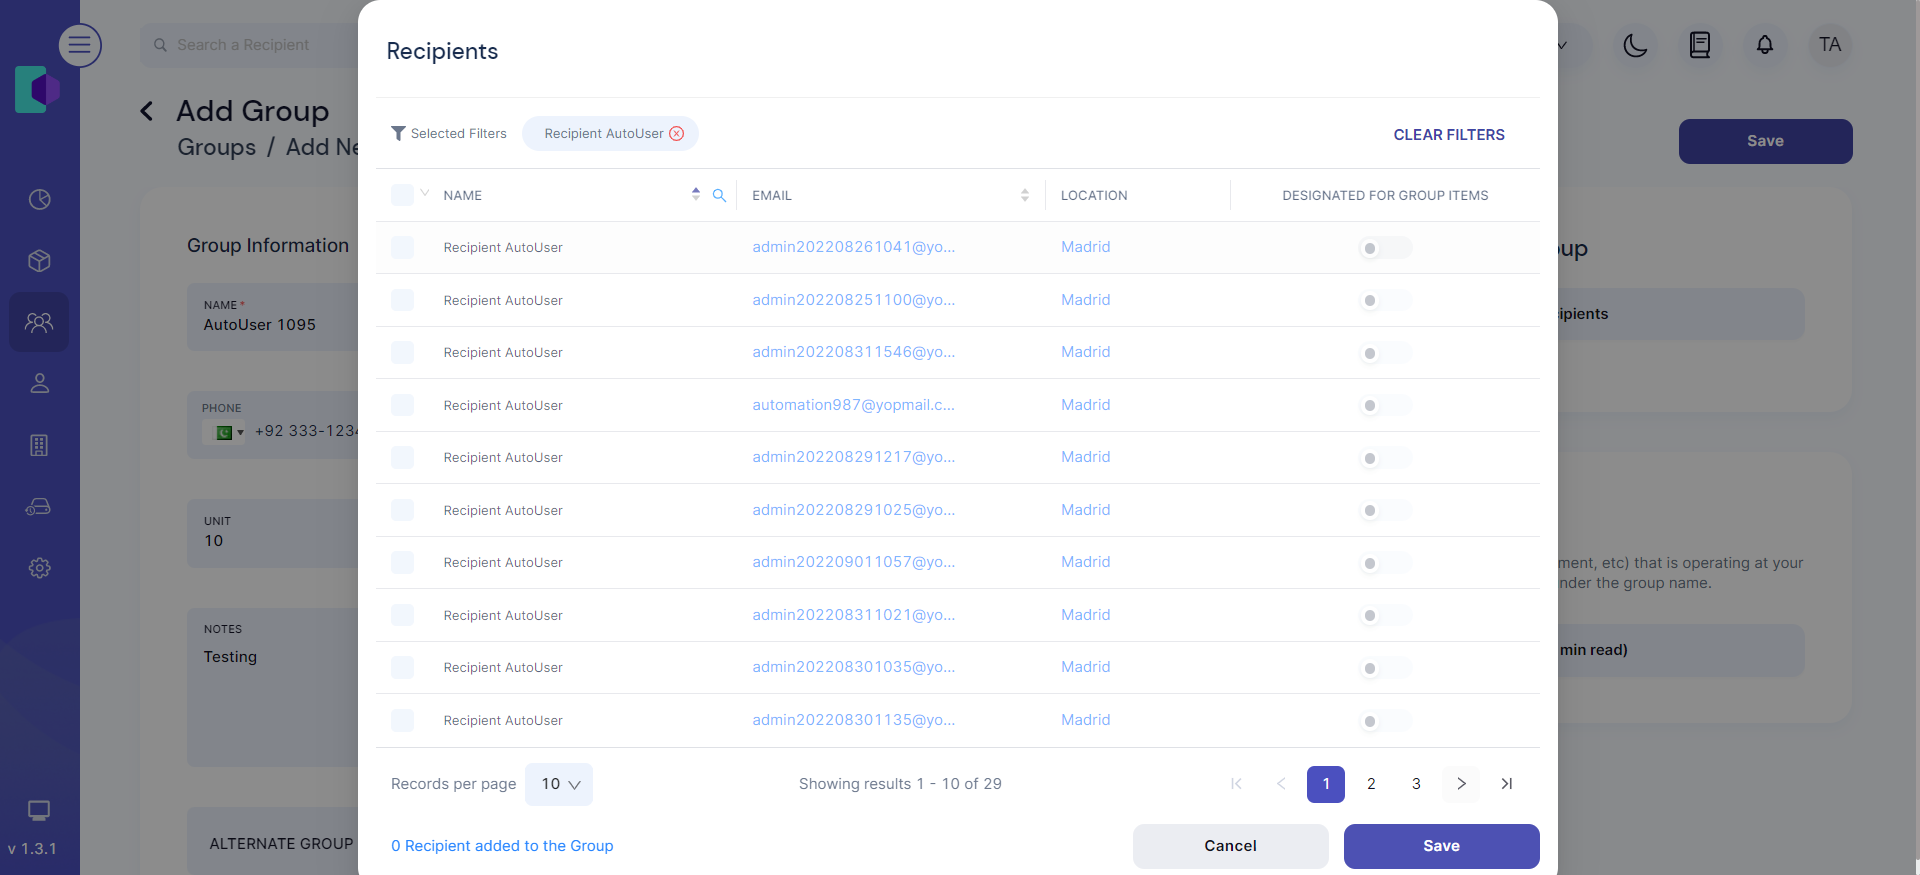 Search a Recipient
TA
Add Group
Groups / Add Ne
Save
Group Information
NAME *
AutoUser 1095
PHONE
+92 333-1234
UNIT
10
NOTES
Testing
ALTERNATE GROUP
v 1.3.1
Recipients
Selected Filters
Recipient AutoUser
CLEAR FILTERS
NAME EMAIL LOCATION DESIGNATED FOR GROUP ITEMS
Recipient AutoUser admin202208261041@yo... Madrid
Recipient AutoUser admin202208251100@yo... Madrid
Recipient AutoUser admin202208311546@yo... Madrid
Recipient AutoUser automation987@yopmail.c... Madrid
Recipient AutoUser admin202208291217@yo... Madrid
Recipient AutoUser admin202208291025@yo... Madrid
Recipient AutoUser admin202209011057@yo... Madrid
Recipient AutoUser admin202208311021@yo... Madrid
Recipient AutoUser admin202208301035@yo... Madrid
Recipient AutoUser admin202208301135@yo... Madrid
Records per page 10 Showing results 1 - 10 of 29 1 2 3
0 Recipient added to the Group
Cancel
Save
oup
ipients
ment, etc) that is operating at your
nder the group name.
min read)